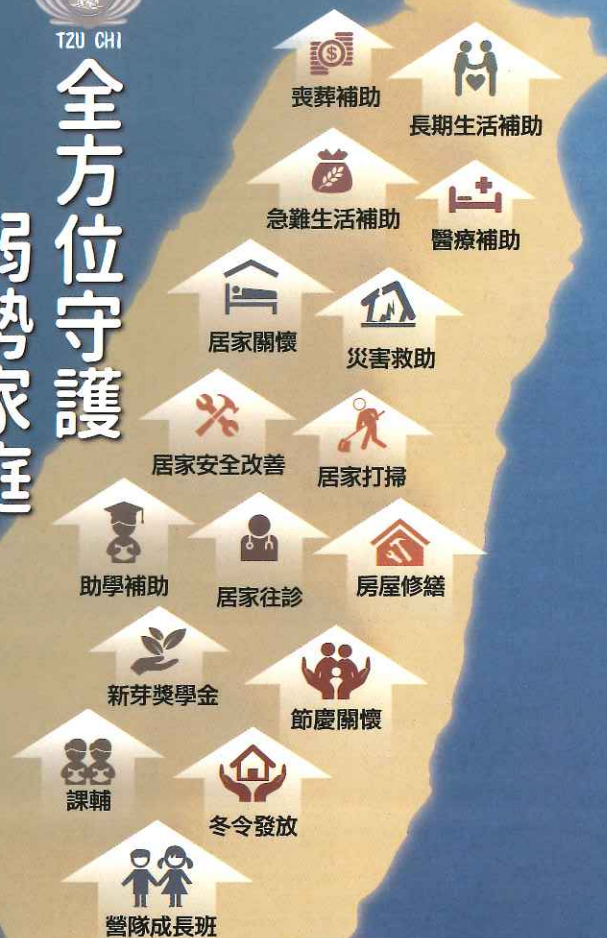 TZU CHI
全方位守護
弱勢家庭
喪葬補助
長期生活補助
急難生活補助
醫療補助
居家關懷
災害救助
居家安全改善
居家打掃
助學補助
居家往診
房屋修繕
新芽獎學金
節慶關懷
課輔
冬令發放
營隊成長班